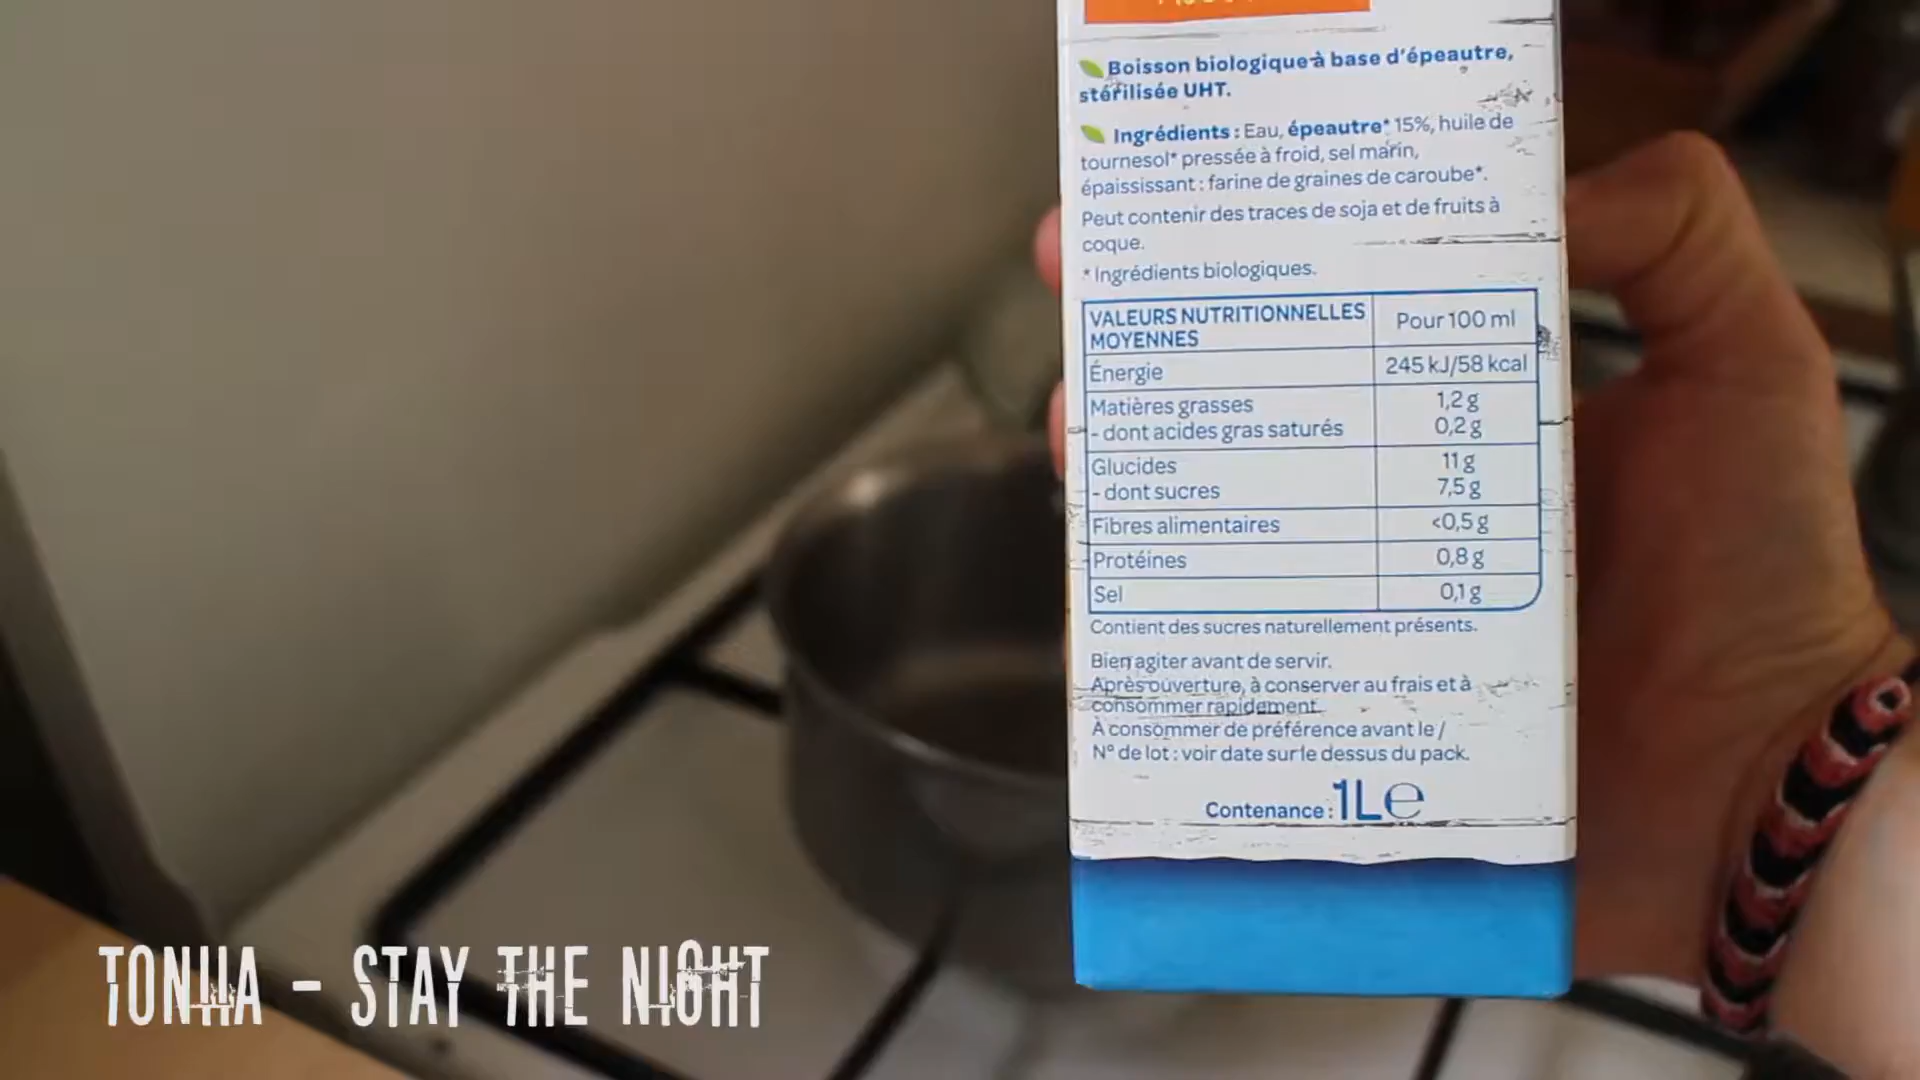 Boisson biologique à base d'épeautre,
stérilisée UHT.
Ingrédients : Eau, épeautre* 15%, huile de
tournesol* pressée à froid, sel marin,
épaississant : farine de graines de caroube*.
Peut contenir des traces de soja et de fruits à
coque.
* Ingrédients biologiques.
VALEURS NUTRITIONNELLES
MOYENNES
Pour 100 ml
Énergie 245 kJ/58 kcal
Matières grasses 1,2 g
- dont acides gras saturés 0,2 g
Glucides 11 g
- dont sucres 7,5 g
Fibres alimentaires <0,5 g
Protéines 0,8 g
Sel 0,1 g
Contient des sucres naturellement présents.
Bien agiter avant de servir.
Après ouverture, à conserver au frais et à
consommer rapidement.
À consommer de préférence avant le /
N° de lot : voir date sur le dessus du pack.
Contenance : 1L e
TONIIA - STAY THE NIGHT